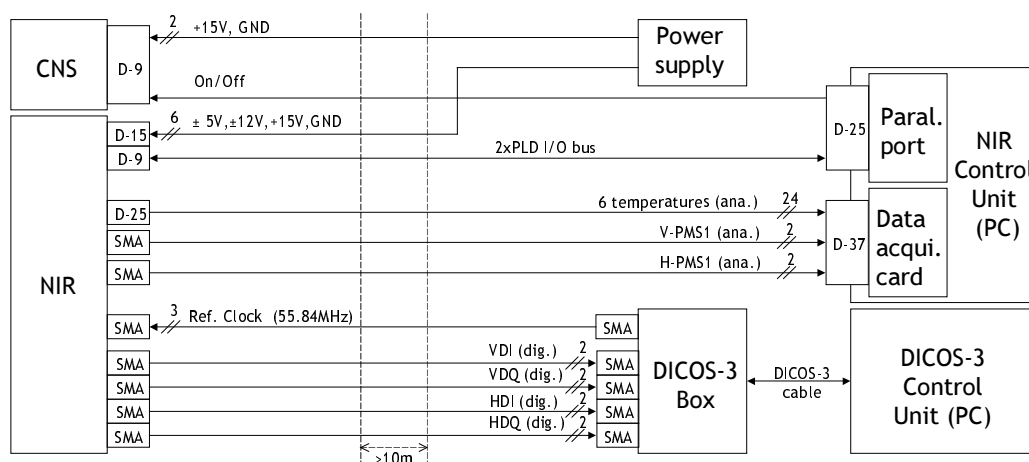 2
+15V, GND
Power
supply
CNS
D-9
On/Off
6
± 5V,±12V,+15V,GND
D-15
D-9
2xPLD I/O bus
D-25
Paral.
port
NIR
Control
Unit
(PC)
6 temperatures (ana.)
24
D-25
V-PMS1 (ana.)
2
SMA
D-37
Data
acqui.
card
H-PMS1 (ana.)
2
SMA
NIR
3
Ref. Clock (55.84MHz)
SMA
SMA
VDI (dig.)
2
SMA
SMA
VDQ (dig.)
2
SMA
SMA
HDI (dig.)
2
SMA
SMA
HDQ (dig.)
2
SMA
SMA
DICOS-3
Box
DICOS-3
cable
DICOS-3
Control
Unit (PC)
>10m